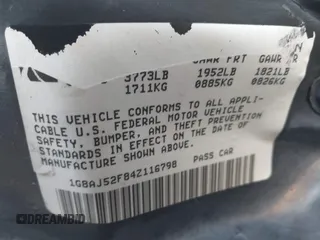 GAWR FRT GAWR
3773LB 1952LB 1821LB
1711KG 0885KG 0826KG
THIS VEHICLE CONFORMS TO ALL APPLI-
CABLE U.S. FEDERAL MOTOR VEHICLE
SAFETY, BUMPER, AND THEFT PREVENTION
STANDARDS IN EFFECT ON THE DATE OF
MANUFACTURE SHOWN ABOVE.
1G8AJ52F84Z116798 PASS CAR
DREAMBID